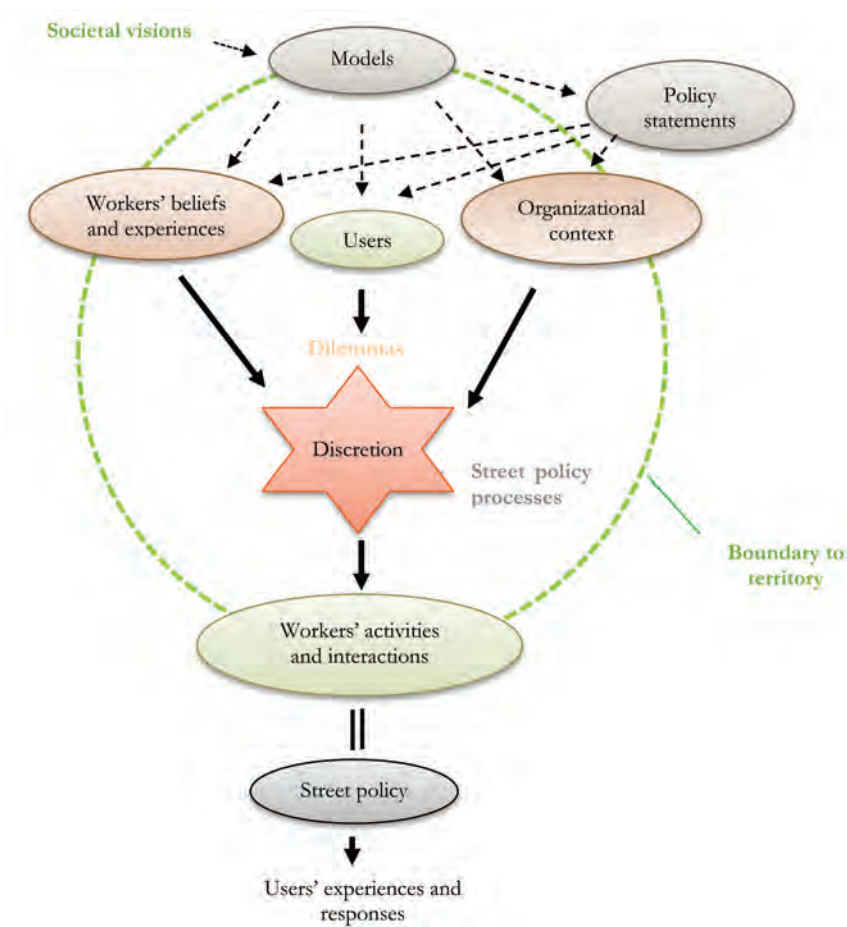 Societal visions
Models
Policy
statements
Workers' beliefs
and experiences
Users
Organizational
context
Dilemmas
Discretion
Street policy
processes
Boundary to
territory
Workers' activities
and interactions
Street policy
Users' experiences and
responses